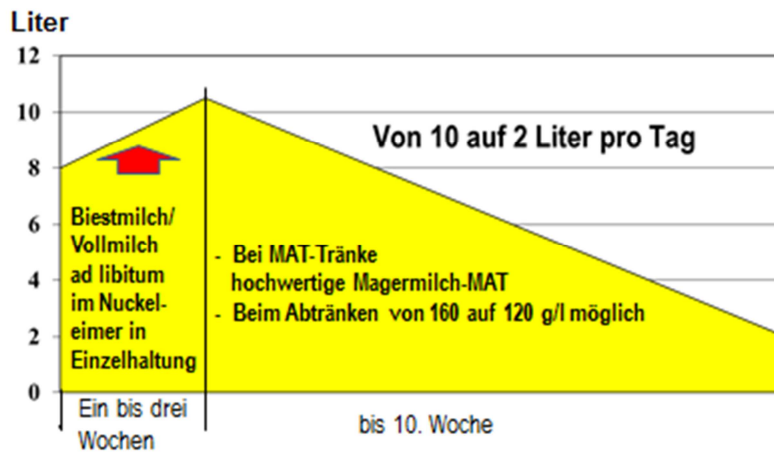 Liter
12
10
8
6
4
2
0
Von 10 auf 2 Liter pro Tag
Biestmilch/
Vollmilch
ad libitum
im Nuckel-
eimer in
Einzelhaltung
- Bei MAT-Tränke
hochwertige Magermilch-MAT
- Beim Abtränken von 160 auf 120 g/l möglich
Ein bis drei
Wochen
bis 10. Woche